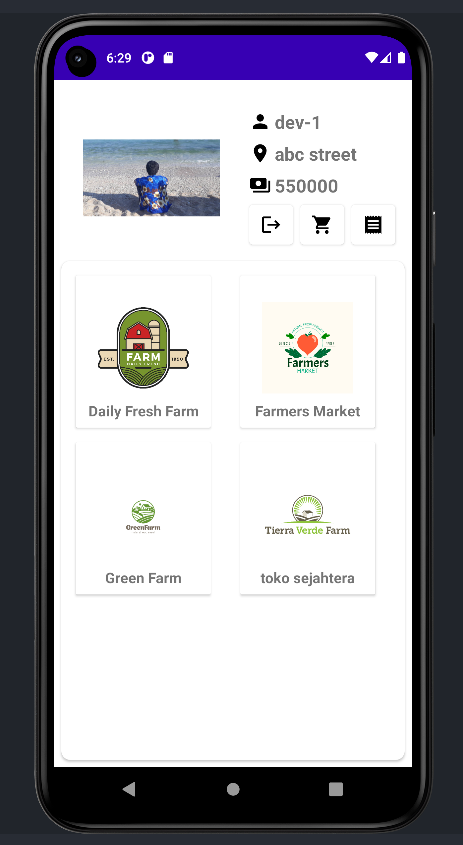 6:29
dev-1
abc street
550000
EST.
FARM
Daily Fresh Farm
Farmers
MARKET
Farmers Market
GreenFarm
Green Farm
Tierra Verde Farm
toko sejahtera